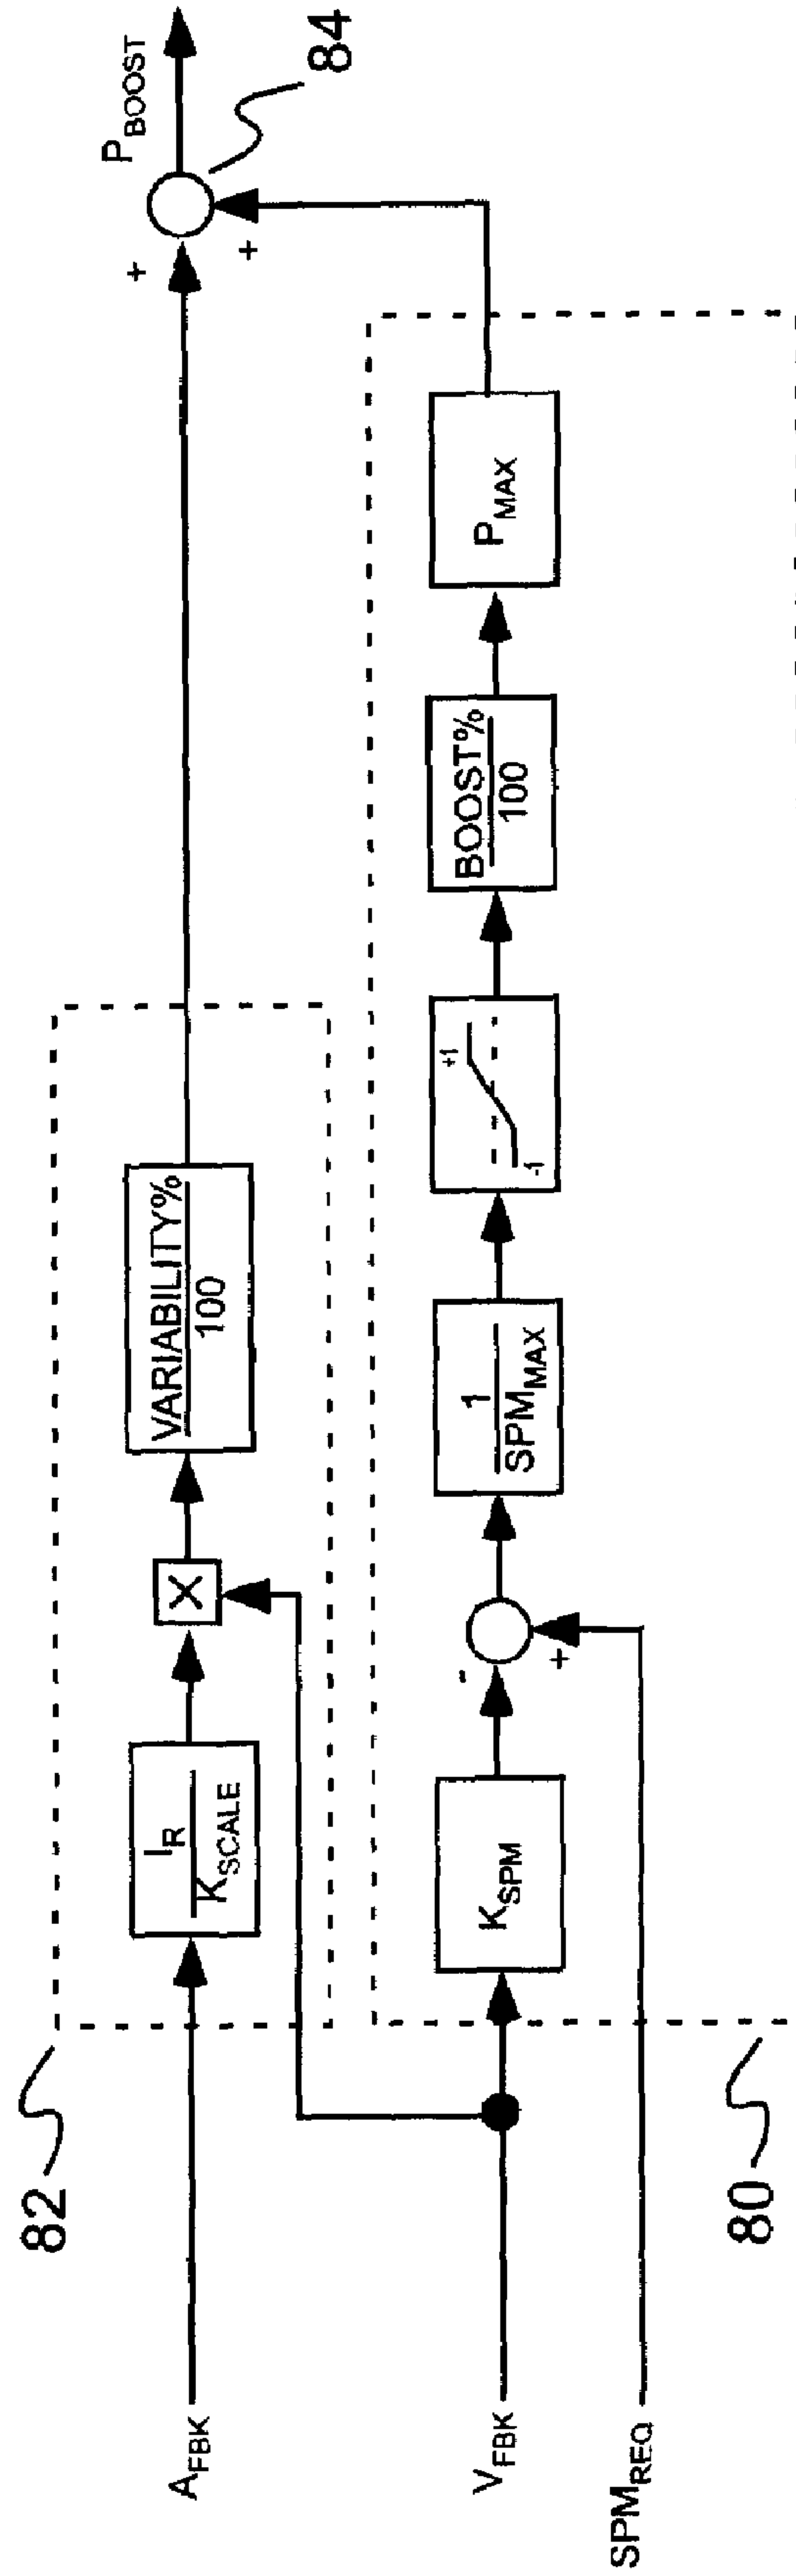 82
A_FBK
I_R
K_SCALE
X
VARIABILITY%
100
+
P_BOOST
84
+
V_FBK
K_SPM
-
+
1
SPM_MAX
+1
-1
BOOST%
100
P_MAX
SPM_REQ
80